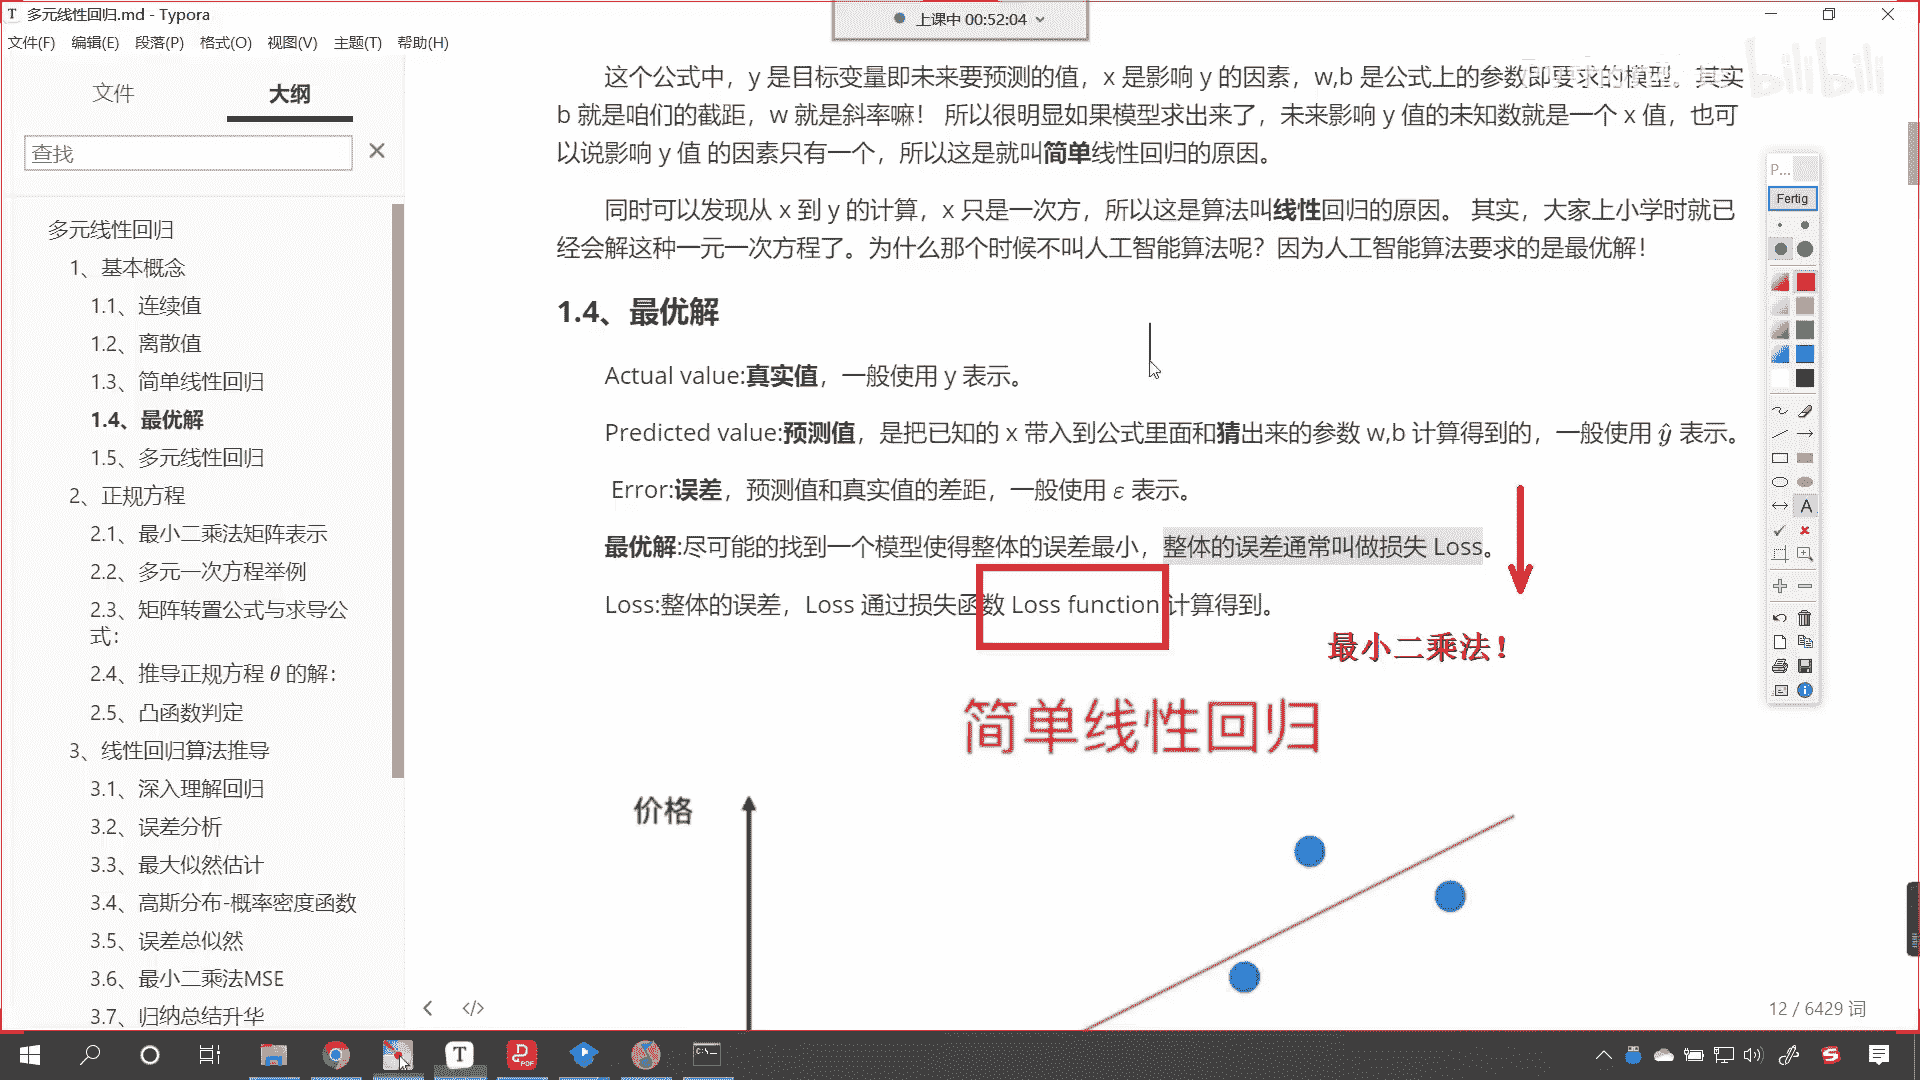 多元线性回归.md - Typora
上课中 00:52:04
文件(F) 编辑(E) 段落(P) 格式(O) 视图(V) 主题(T) 帮助(H)
文件 大纲
查找
多元线性回归
1、基本概念
1.1、连续值
1.2、离散值
1.3、简单线性回归
1.4、最优解
1.5、多元线性回归
2、正规方程
2.1、最小二乘法矩阵表示
2.2、多元一次方程举例
2.3、矩阵转置公式与求导公
式：
2.4、推导正规方程 θ 的解：
2.5、凸函数判定
3、线性回归算法推导
3.1、深入理解回归
3.2、误差分析
3.3、最大似然估计
3.4、高斯分布-概率密度函数
3.5、误差总似然
3.6、最小二乘法MSE
3.7、归纳总结升华
这个公式中，y 是目标变量即未来要预测的值，x 是影响 y 的因素，w,b 是公式上的参数即要求的模型。其实
b 就是咱们的截距，w 就是斜率嘛！ 所以很明显如果模型求出来了，未来影响 y 值的未知数就是一个 x 值，也可
以说影响 y 值 的因素只有一个，所以这是就叫简单线性回归的原因。
同时可以发现从 x 到 y 的计算，x 只是一次方，所以这是算法叫线性回归的原因。 其实，大家上小学时就已
经会解这种一元一次方程了。为什么那个时候不叫人工智能算法呢？因为人工智能算法要求的是最优解！
1.4、最优解
Actual value:真实值，一般使用 y 表示。
Predicted value:预测值，是把已知的 x 带入到公式里面和猜出来的参数 w,b 计算得到的，一般使用 ŷ 表示。
Error:误差，预测值和真实值的差距，一般使用 ε 表示。
最优解:尽可能的找到一个模型使得整体的误差最小，整体的误差通常叫做损失 Loss。
Loss:整体的误差，Loss 通过损失函数 Loss function 计算得到。
最小二乘法！
简单线性回归
价格
12 / 6429 词
bilibili
P...
Fertig
A